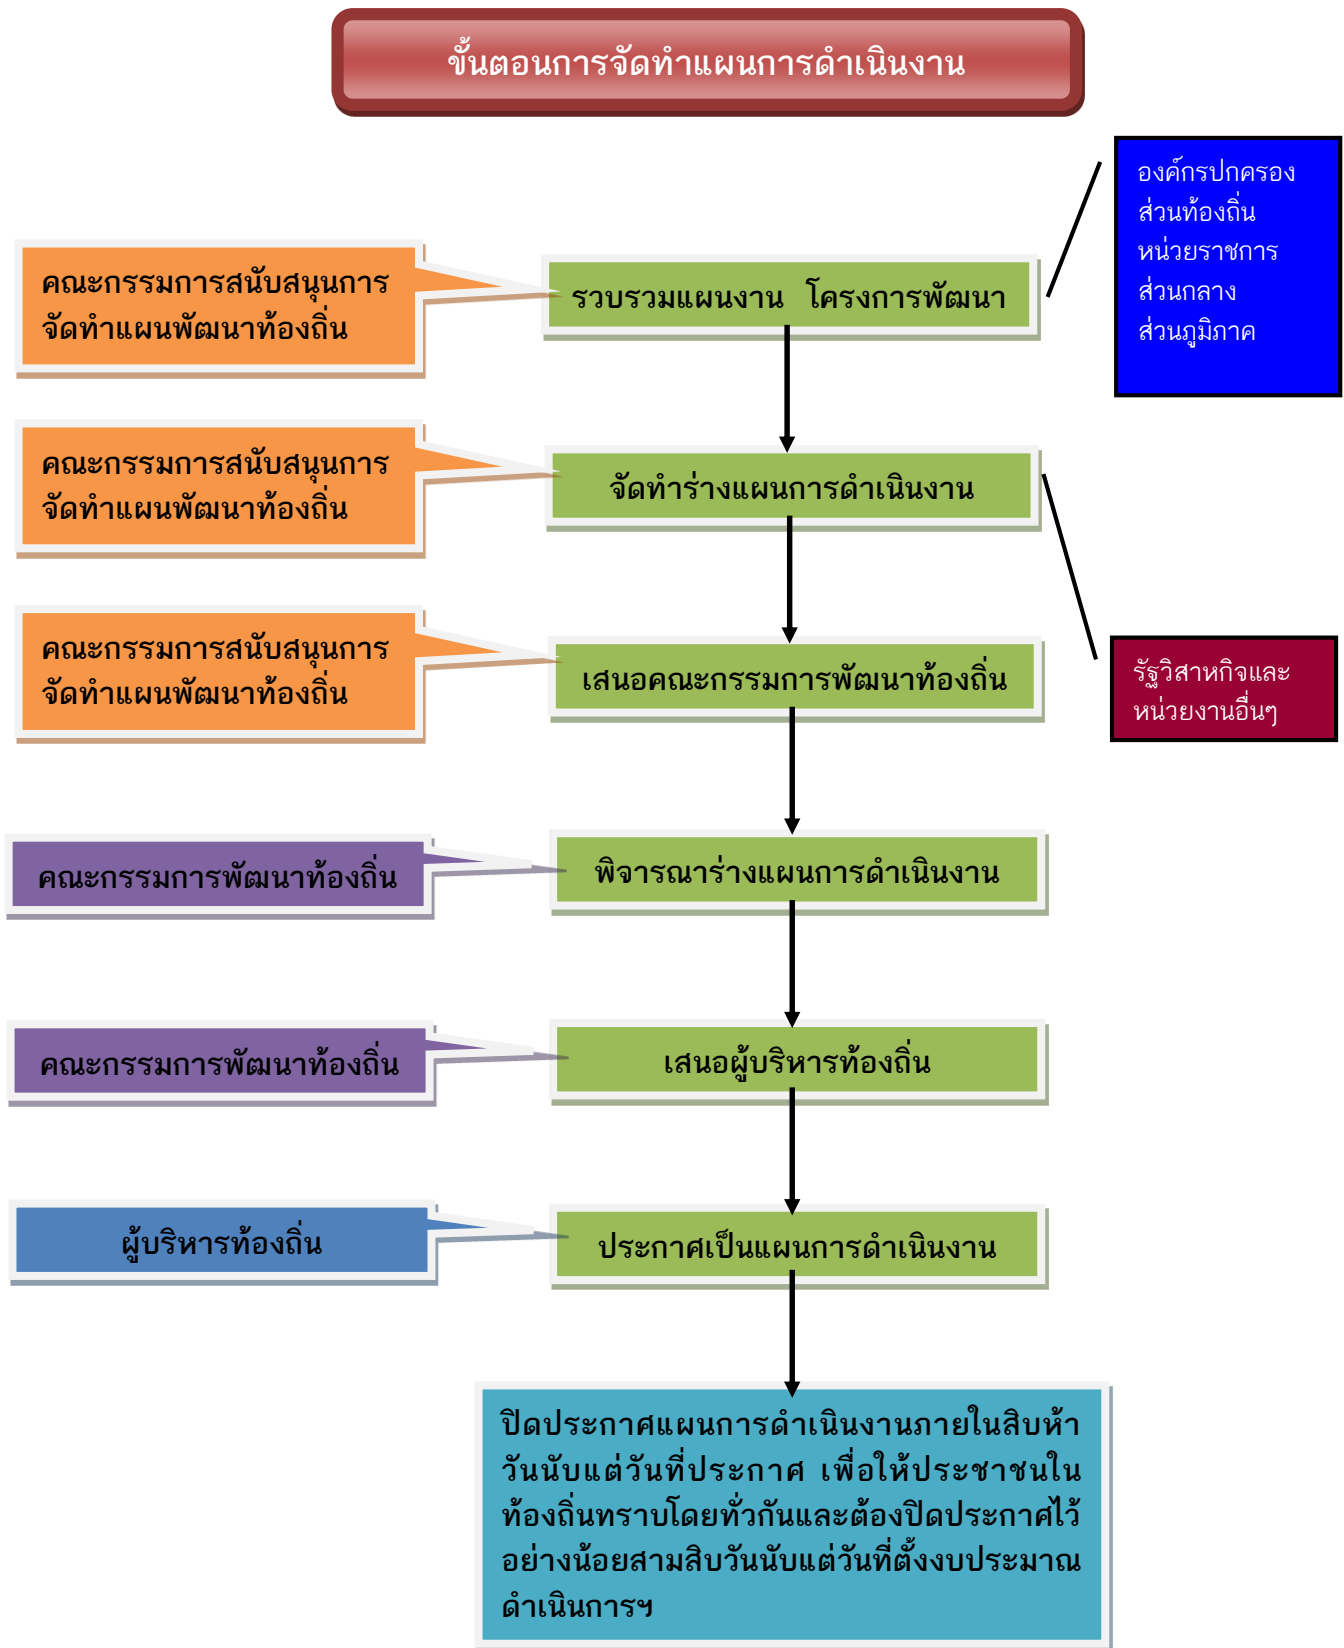 ขั้นตอนการจัดทำแผนการดำเนินงาน
องค์กรปกครอง
ส่วนท้องถิ่น
หน่วยราชการ
ส่วนกลาง
ส่วนภูมิภาค
คณะกรรมการสนับสนุนการ
จัดทำแผนพัฒนาท้องถิ่น
รวบรวมแผนงาน โครงการพัฒนา
คณะกรรมการสนับสนุนการ
จัดทำแผนพัฒนาท้องถิ่น
จัดทำร่างแผนการดำเนินงาน
คณะกรรมการสนับสนุนการ
จัดทำแผนพัฒนาท้องถิ่น
เสนอคณะกรรมการพัฒนาท้องถิ่น
รัฐวิสาหกิจและ
หน่วยงานอื่นๆ
คณะกรรมการพัฒนาท้องถิ่น
พิจารณาร่างแผนการดำเนินงาน
คณะกรรมการพัฒนาท้องถิ่น
เสนอผู้บริหารท้องถิ่น
ผู้บริหารท้องถิ่น
ประกาศเป็นแผนการดำเนินงาน
ปิดประกาศแผนการดำเนินงานภายในสิบห้า
วันนับแต่วันที่ประกาศ เพื่อให้ประชาชนใน
ท้องถิ่นทราบโดยทั่วกันและต้องปิดประกาศไว้
อย่างน้อยสามสิบวันนับแต่วันที่ตั้งงบประมาณ
ดำเนินการฯ